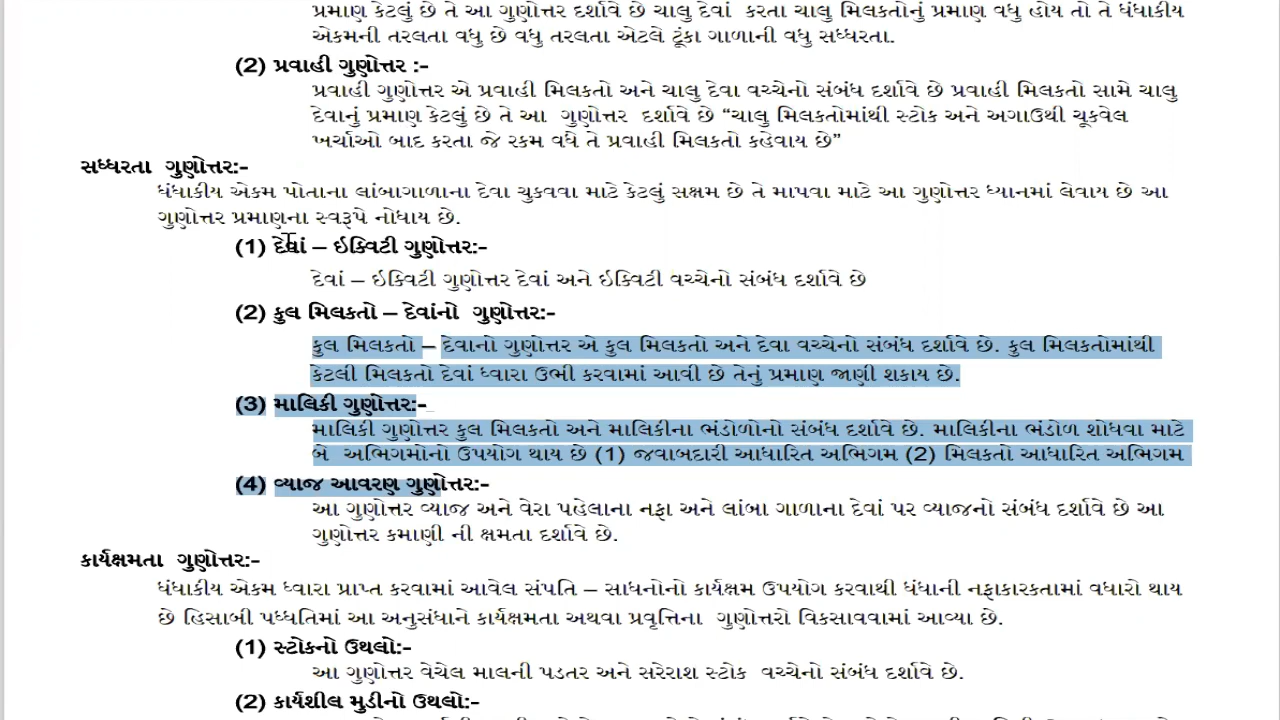 પ્રમાણ કેટલું છે તે આ ગુણોત્તર દર્શાવે છે ચાલુ દેવાં કરતા ચાલુ મિલકતોનું પ્રમાણ વધુ હોય તો તે ધંધાકીય
એકમની તરલતા વધુ છે વધુ તરલતા એટલે ટૂંકા ગાળાની વધુ સધ્ધરતા.
(2) પ્રવાહી ગુણોત્તર :-
પ્રવાહી ગુણોત્તર એ પ્રવાહી મિલકતો અને ચાલુ દેવા વચ્ચેનો સંબંધ દર્શાવે છે પ્રવાહી મિલકતો સામે ચાલુ
દેવાનું પ્રમાણ કેટલું છે તે આ ગુણોત્તર દર્શાવે છે “ચાલુ મિલકતોમાંથી સ્ટોક અને અગાઉથી ચૂકવેલ
ખર્ચાઓ બાદ કરતા જે રકમ વધે તે પ્રવાહી મિલકતો કહેવાય છે”
સધ્ધરતા ગુણોત્તર:-
ધંધાકીય એકમ પોતાના લાંબાગાળાના દેવા ચુકવવા માટે કેટલું સક્ષમ છે તે માપવા માટે આ ગુણોત્તર ધ્યાનમાં લેવાય છે આ
ગુણોત્તર પ્રમાણના સ્વરૂપે નોધાય છે.
(1) દેવાં – ઇક્વિટી ગુણોત્તર:-
દેવાં – ઇક્વિટી ગુણોત્તર દેવાં અને ઇક્વિટી વચ્ચેનો સંબંધ દર્શાવે છે
(2) કુલ મિલકતો – દેવાંનો ગુણોત્તર:-
કુલ મિલકતો – દેવાનો ગુણોત્તર એ કુલ મિલકતો અને દેવા વચ્ચેનો સંબંધ દર્શાવે છે. કુલ મિલકતોમાંથી
કેટલી મિલકતો દેવાં ધ્વારા ઉભી કરવામાં આવી છે તેનું પ્રમાણ જાણી શકાય છે.
(3) માલિકી ગુણોત્તર:-
માલિકી ગુણોત્તર કુલ મિલકતો અને માલિકીના ભંડોળોનો સંબંધ દર્શાવે છે. માલિકીના ભંડોળ શોધવા માટે
બે અભિગમોનો ઉપયોગ થાય છે (1) જવાબદારી આધારિત અભિગમ (2) મિલકતો આધારિત અભિગમ
(4) વ્યાજ આવરણ ગુણોત્તર:-
આ ગુણોત્તર વ્યાજ અને વેરા પહેલાના નફા અને લાંબા ગાળાના દેવાં પર વ્યાજનો સંબંધ દર્શાવે છે આ
ગુણોત્તર કમાણી ની ક્ષમતા દર્શાવે છે.
કાર્યક્ષમતા ગુણોત્તર:-
ધંધાકીય એકમ ધ્વારા પ્રાપ્ત કરવામાં આવેલ સંપતિ – સાધનોનો કાર્યક્ષમ ઉપયોગ કરવાથી ધંધાની નફાકારકતામાં વધારો થાય
છે હિસાબી પધ્ધતિમાં આ અનુસંધાને કાર્યક્ષમતા અથવા પ્રવૃત્તિના ગુણોત્તરો વિકસાવવામાં આવ્યા છે.
(1) સ્ટોકનો ઉથલો:-
આ ગુણોત્તર વેચેલ માલની પડતર અને સરેરાશ સ્ટોક વચ્ચેનો સંબંધ દર્શાવે છે.
(2) કાર્યશીલ મુડીનો ઉથલો:-